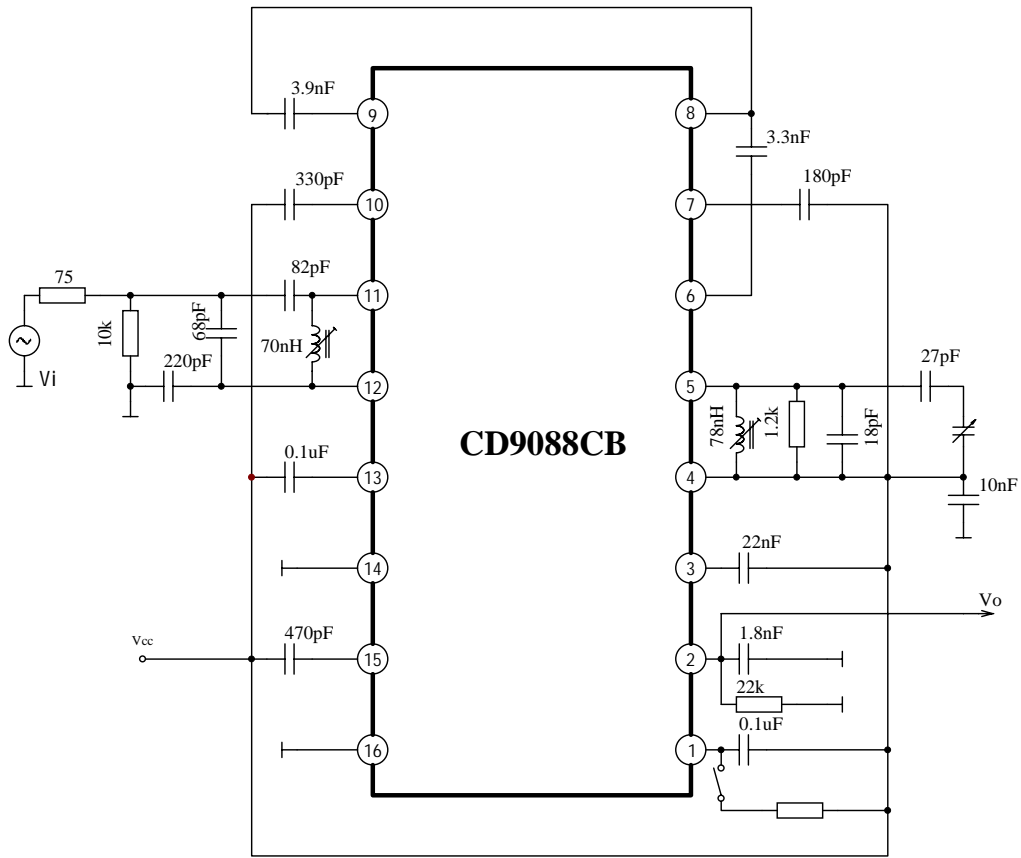 3.9nF
9
8
3.3nF
330pF
180pF
10
7
75
82pF
11
6
10k
68pF
70nH
220pF
27pF
Vi
12
5
78nH
1.2k
18pF
CD9088CB
0.1uF
13
4
10nF
22nF
14
3
Vo
Vcc
470pF
1.8nF
15
2
22k
0.1uF
16
1